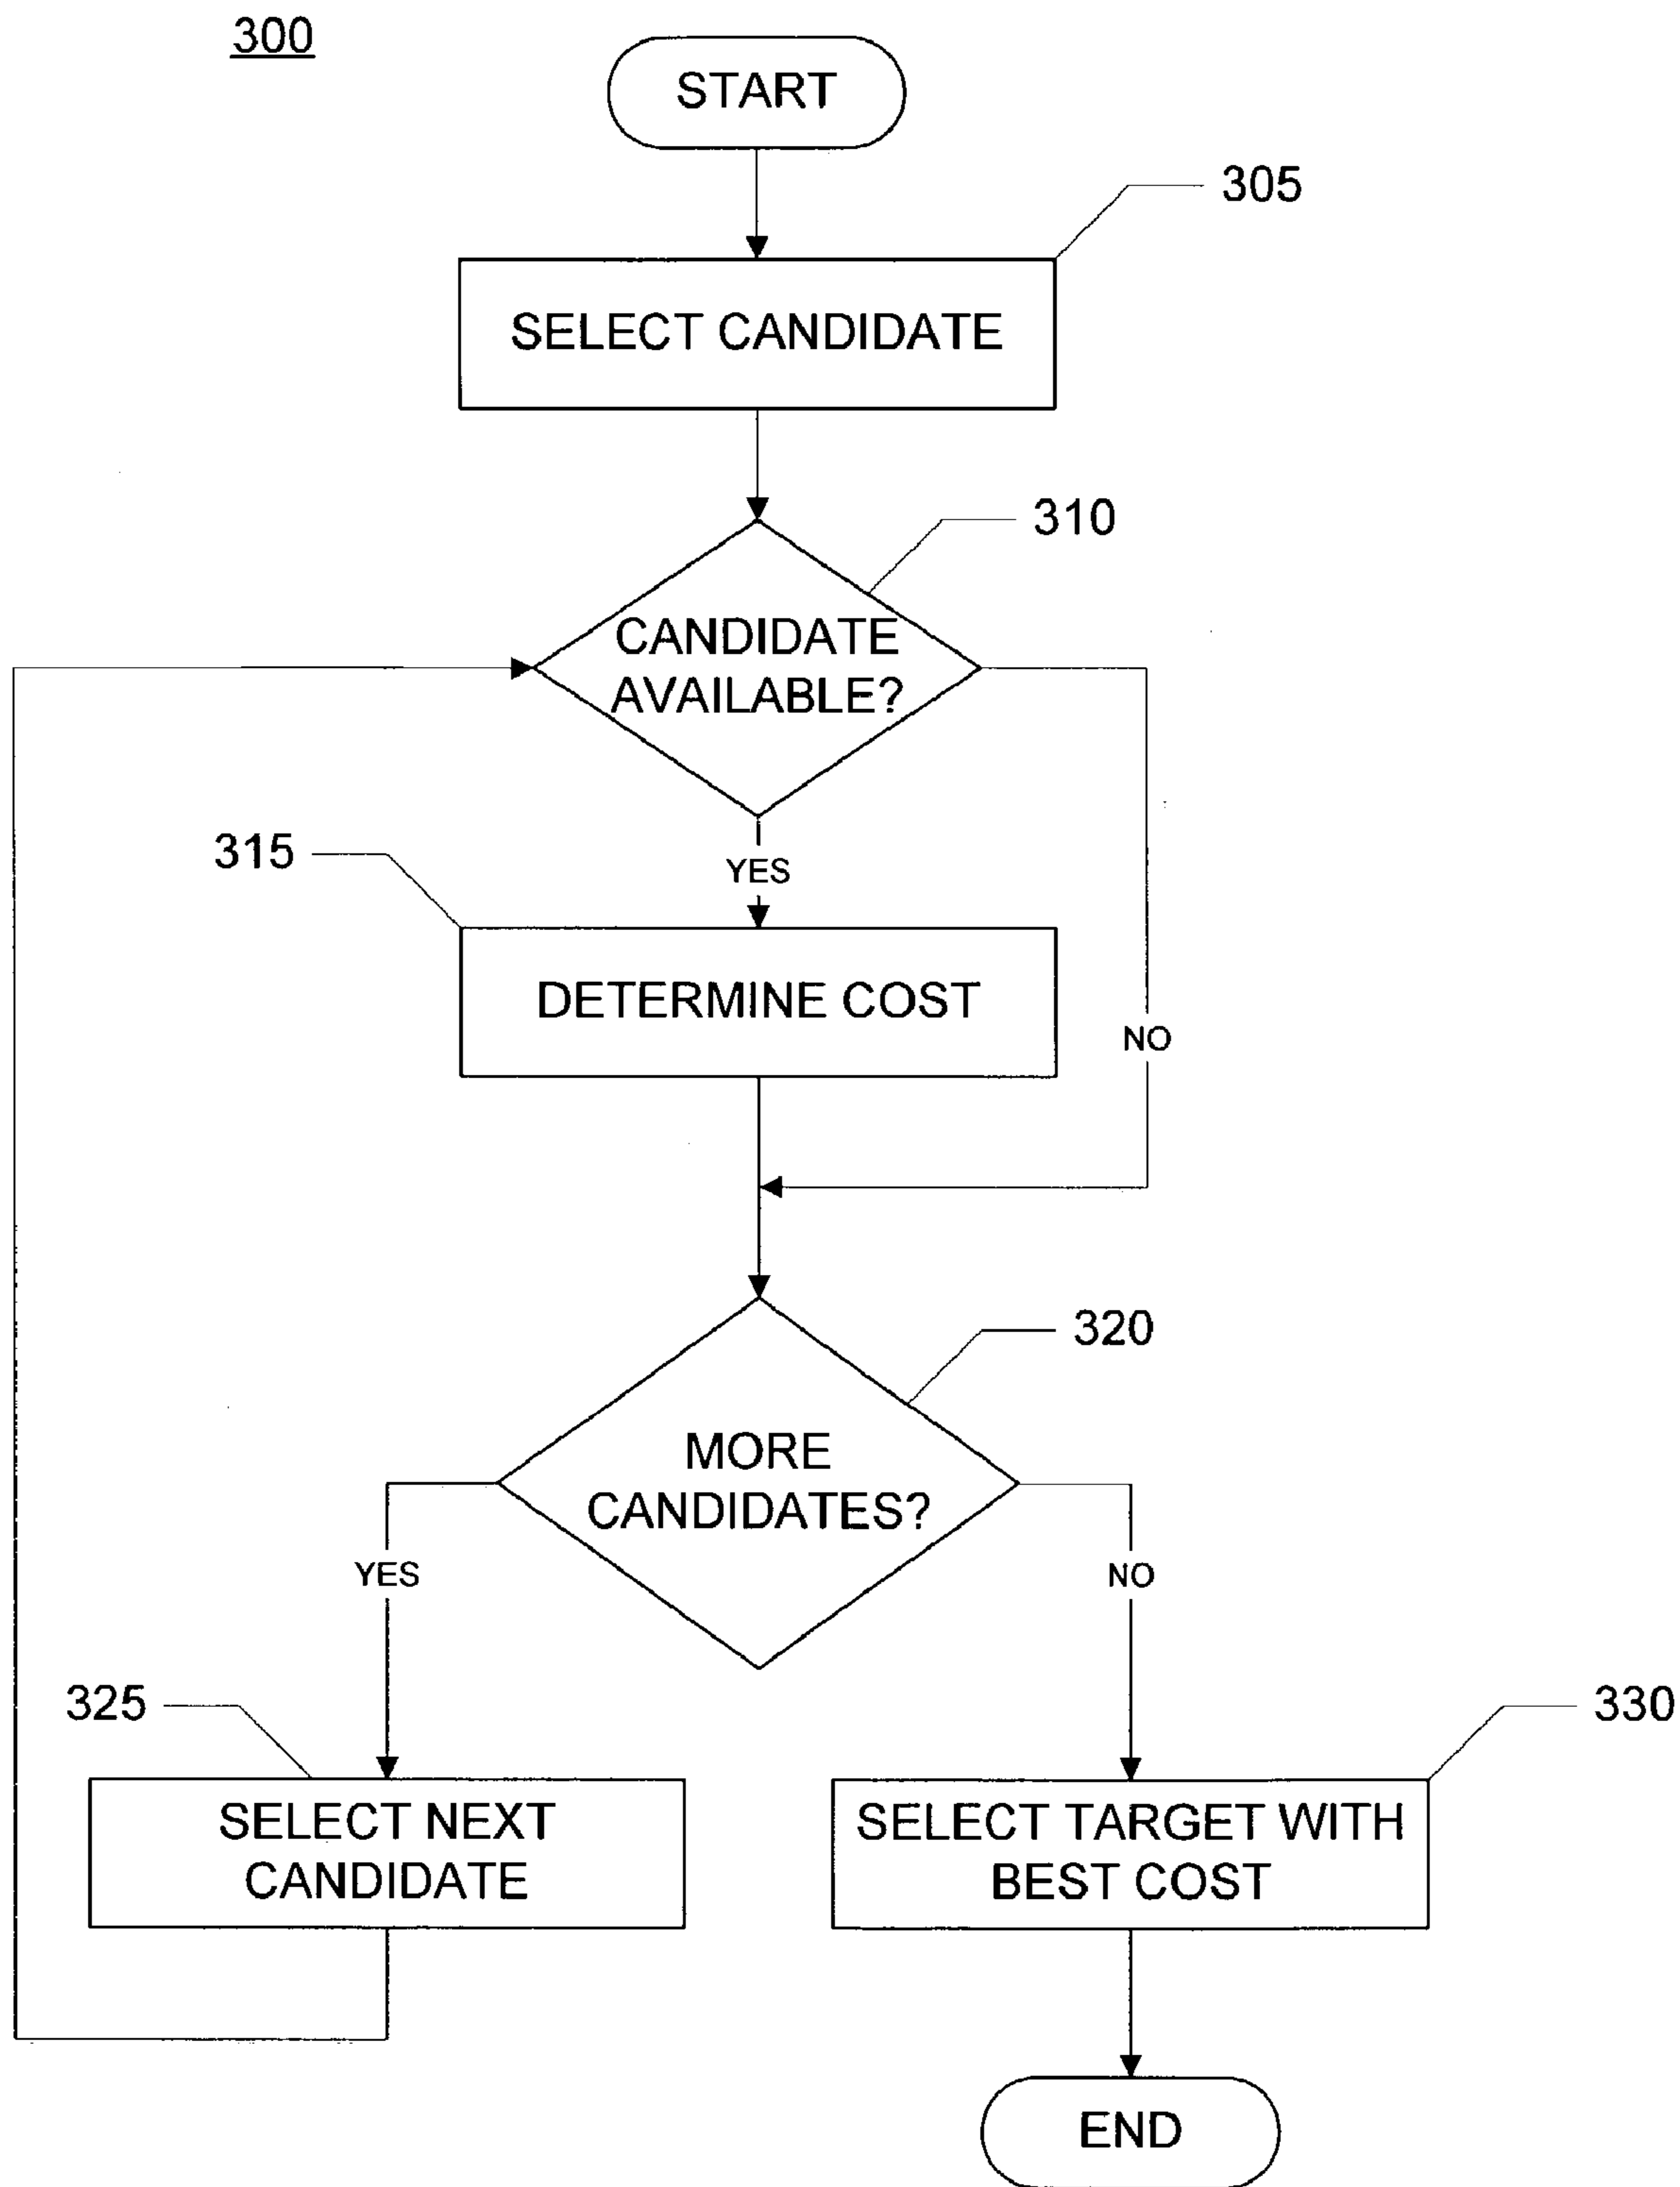 300
START
305
SELECT CANDIDATE
310
CANDIDATE
AVAILABLE?
315
YES
DETERMINE COST
NO
320
MORE
CANDIDATES?
YES
NO
325
330
SELECT NEXT
CANDIDATE
SELECT TARGET WITH
BEST COST
END